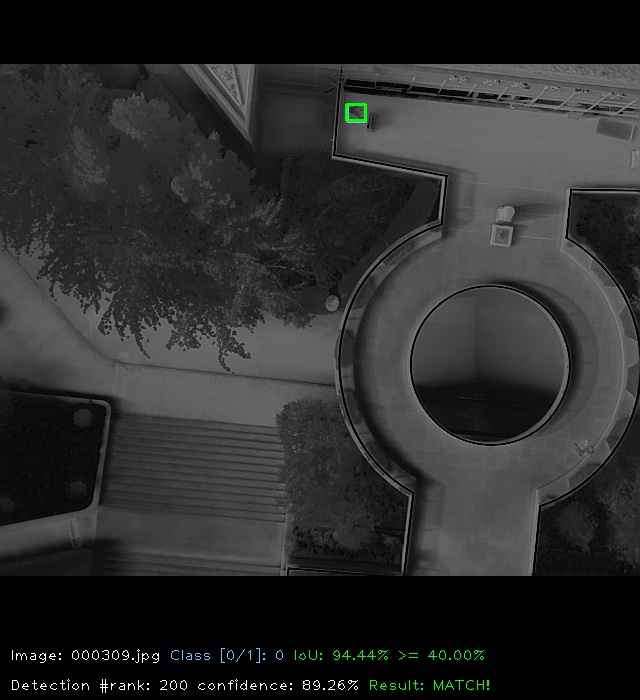 Image: 000309.jpg Class [0/1]: 0 IoU: 94.44% >= 40.00%
Detection #rank: 200 confidence: 89.26% Result: MATCH!